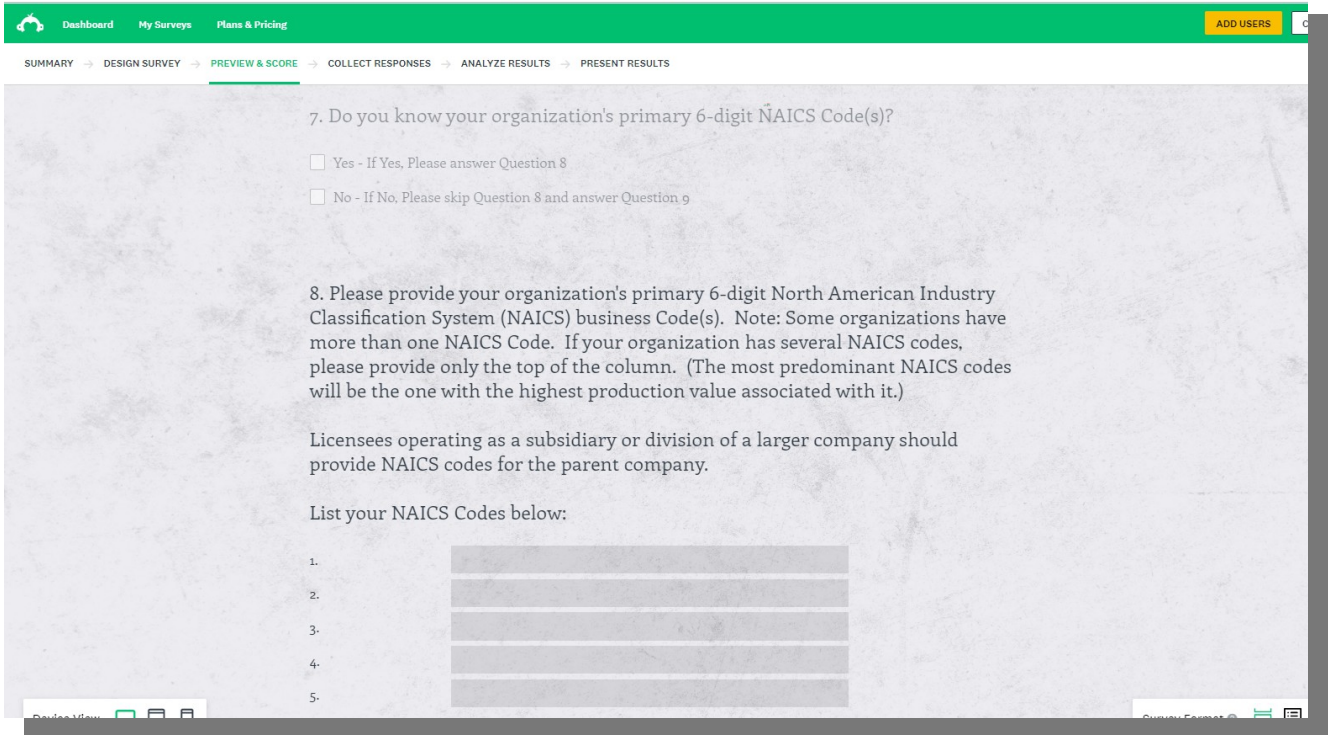 Dashboard My Surveys Plans & Pricing ADD USERS
SUMMARY → DESIGN SURVEY → PREVIEW & SCORE → COLLECT RESPONSES → ANALYZE RESULTS → PRESENT RESULTS
7. Do you know your organization's primary 6-digit NAICS Code(s)?
Yes - If Yes, Please answer Question 8
No - If No, Please skip Question 8 and answer Question 9
8. Please provide your organization's primary 6-digit North American Industry
Classification System (NAICS) business Code(s). Note: Some organizations have
more than one NAICS Code. If your organization has several NAICS codes,
please provide only the top of the column. (The most predominant NAICS codes
will be the one with the highest production value associated with it.)
Licensees operating as a subsidiary or division of a larger company should
provide NAICS codes for the parent company.
List your NAICS Codes below:
1.
2.
3.
4.
5.
Device View Survey Format